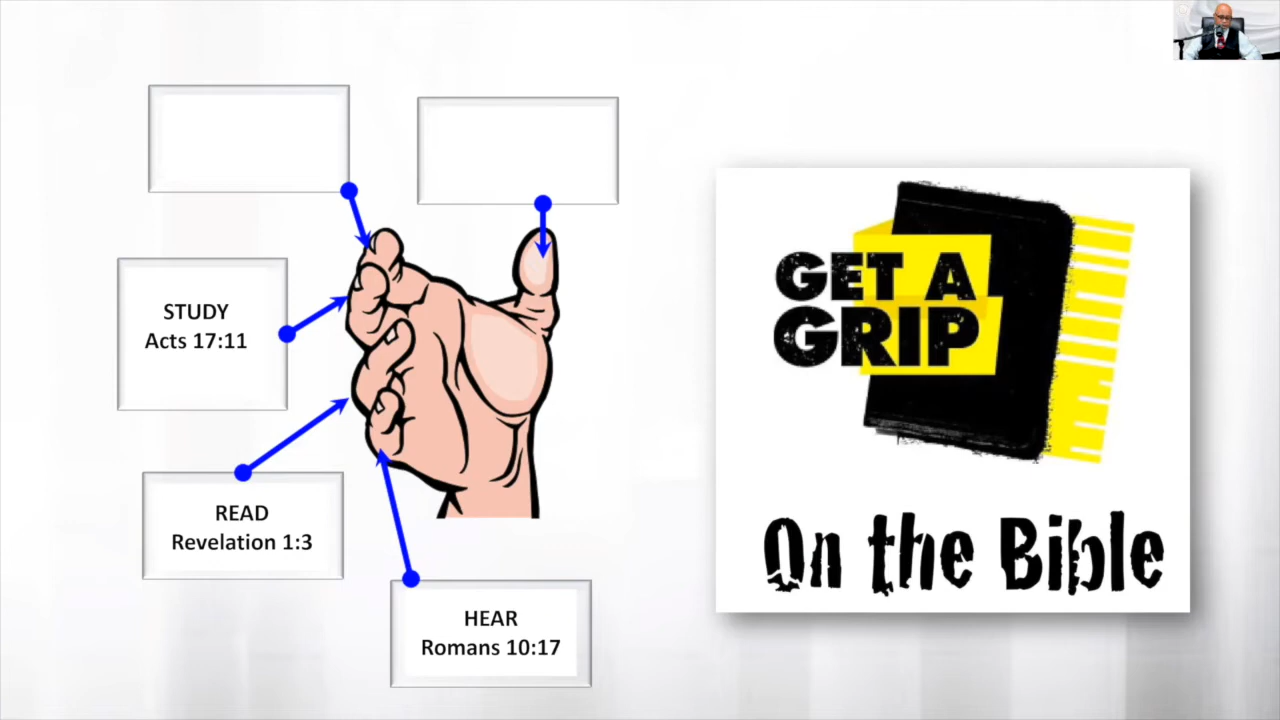 STUDY
Acts 17:11
READ
Revelation 1:3
HEAR
Romans 10:17
GET A
GRIP
On the Bible